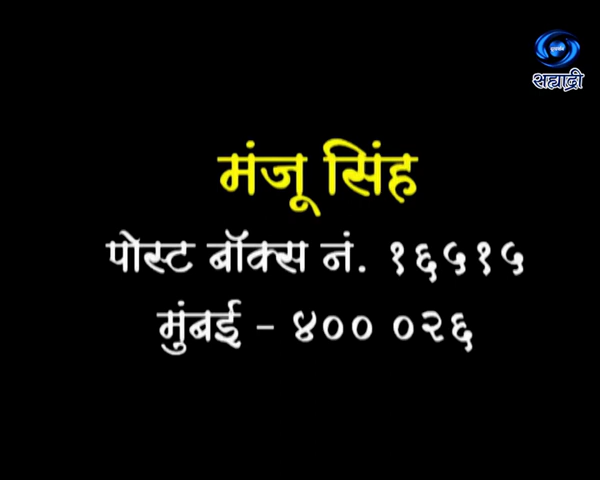 सह्याद्री
मंजू सिंह
पोस्ट बॉक्स नं. १६५१५
मुंबई - ४०० ०२६